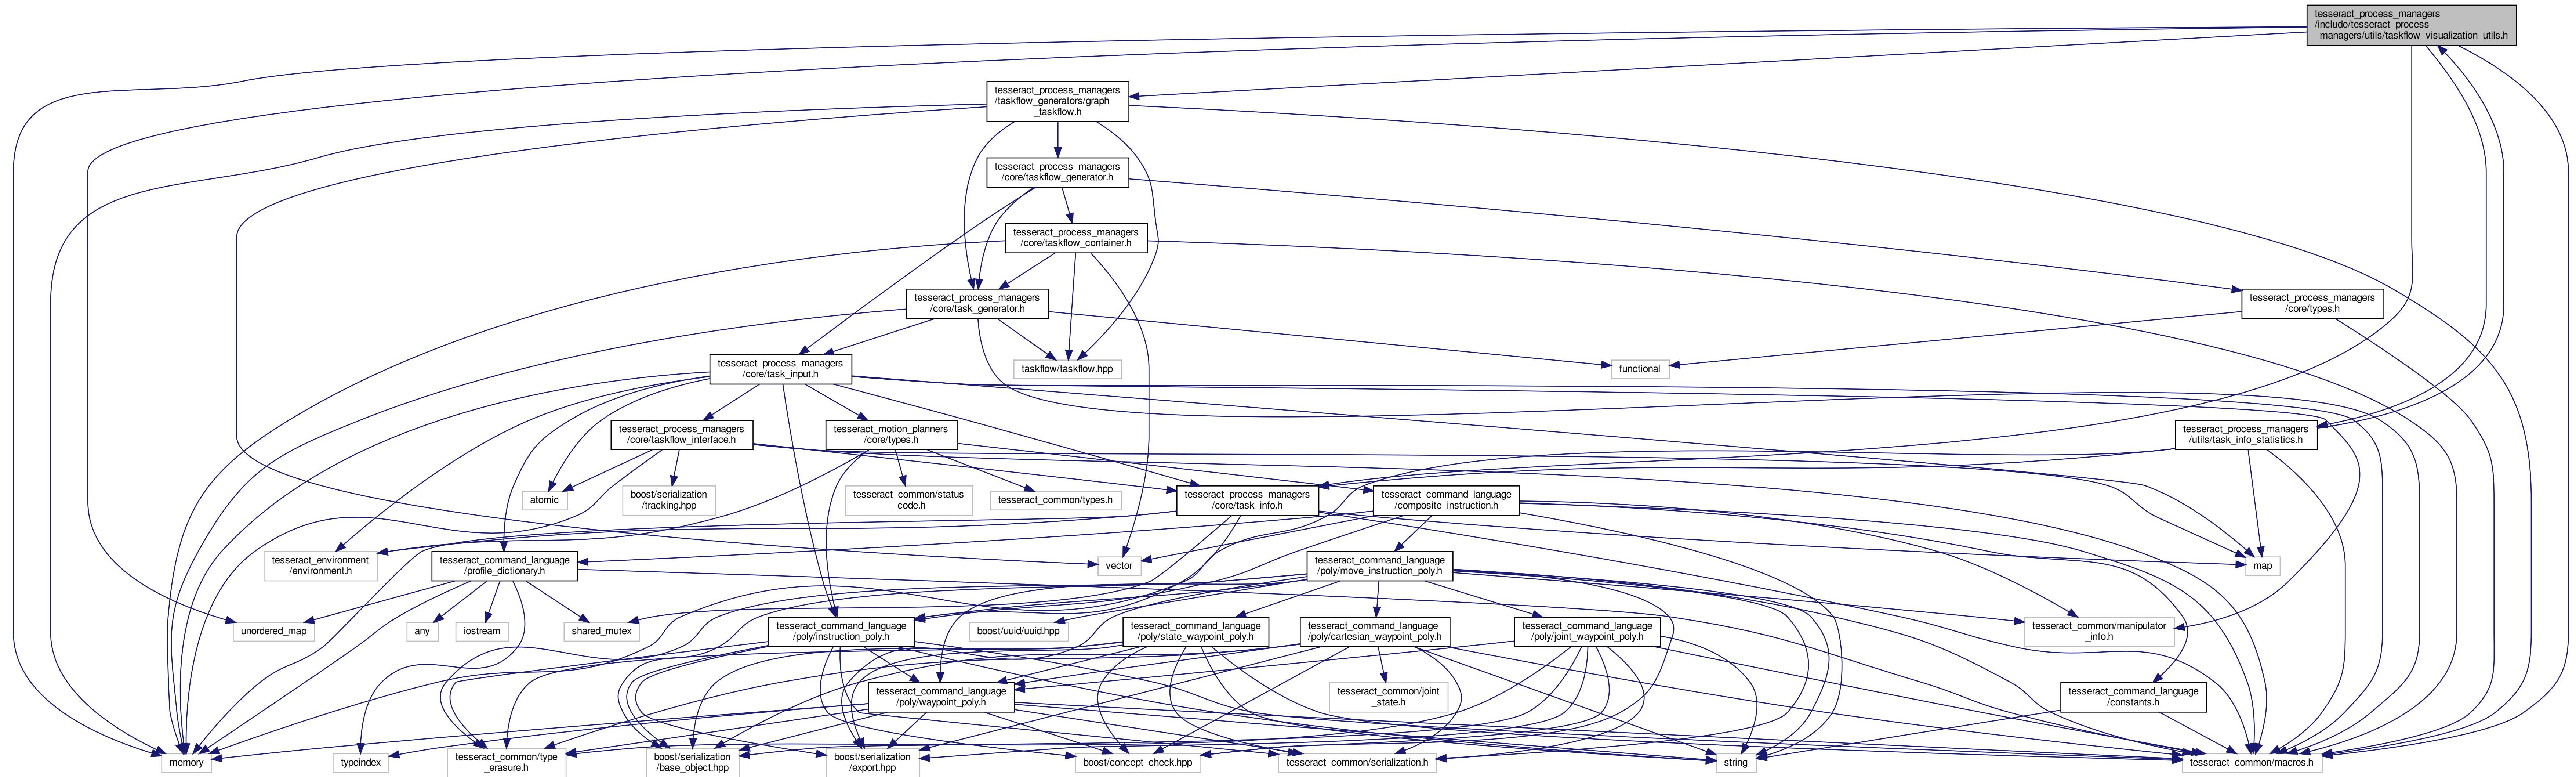 tesseract_process_managers
/include/tesseract_process
_managers/utils/taskflow_visualization_utils.h
tesseract_process_managers
/taskflow_generators/graph
_taskflow.h
tesseract_process_managers
/core/taskflow_generator.h
tesseract_process_managers
/core/taskflow_container.h
tesseract_process_managers
/core/task_generator.h
tesseract_process_managers
/core/types.h
tesseract_process_managers
/core/task_input.h
taskflow/taskflow.hpp
functional
tesseract_process_managers
/core/taskflow_interface.h
tesseract_motion_planners
/core/types.h
tesseract_process_managers
/utils/task_info_statistics.h
atomic
boost/serialization
/tracking.hpp
tesseract_common/status
_code.h
tesseract_common/types.h
tesseract_process_managers
/core/task_info.h
tesseract_command_language
/composite_instruction.h
tesseract_environment
/environment.h
tesseract_command_language
/profile_dictionary.h
vector
tesseract_command_language
/poly/move_instruction_poly.h
map
unordered_map
any
iostream
shared_mutex
tesseract_command_language
/poly/instruction_poly.h
boost/uuid/uuid.hpp
tesseract_command_language
/poly/state_waypoint_poly.h
tesseract_command_language
/poly/cartesian_waypoint_poly.h
tesseract_command_language
/poly/joint_waypoint_poly.h
tesseract_common/manipulator
_info.h
tesseract_command_language
/poly/waypoint_poly.h
tesseract_common/joint
_state.h
tesseract_command_language
/constants.h
memory
typeindex
tesseract_common/type
_erasure.h
boost/serialization
/base_object.hpp
boost/serialization
/export.hpp
boost/concept_check.hpp
tesseract_common/serialization.h
string
tesseract_common/macros.h